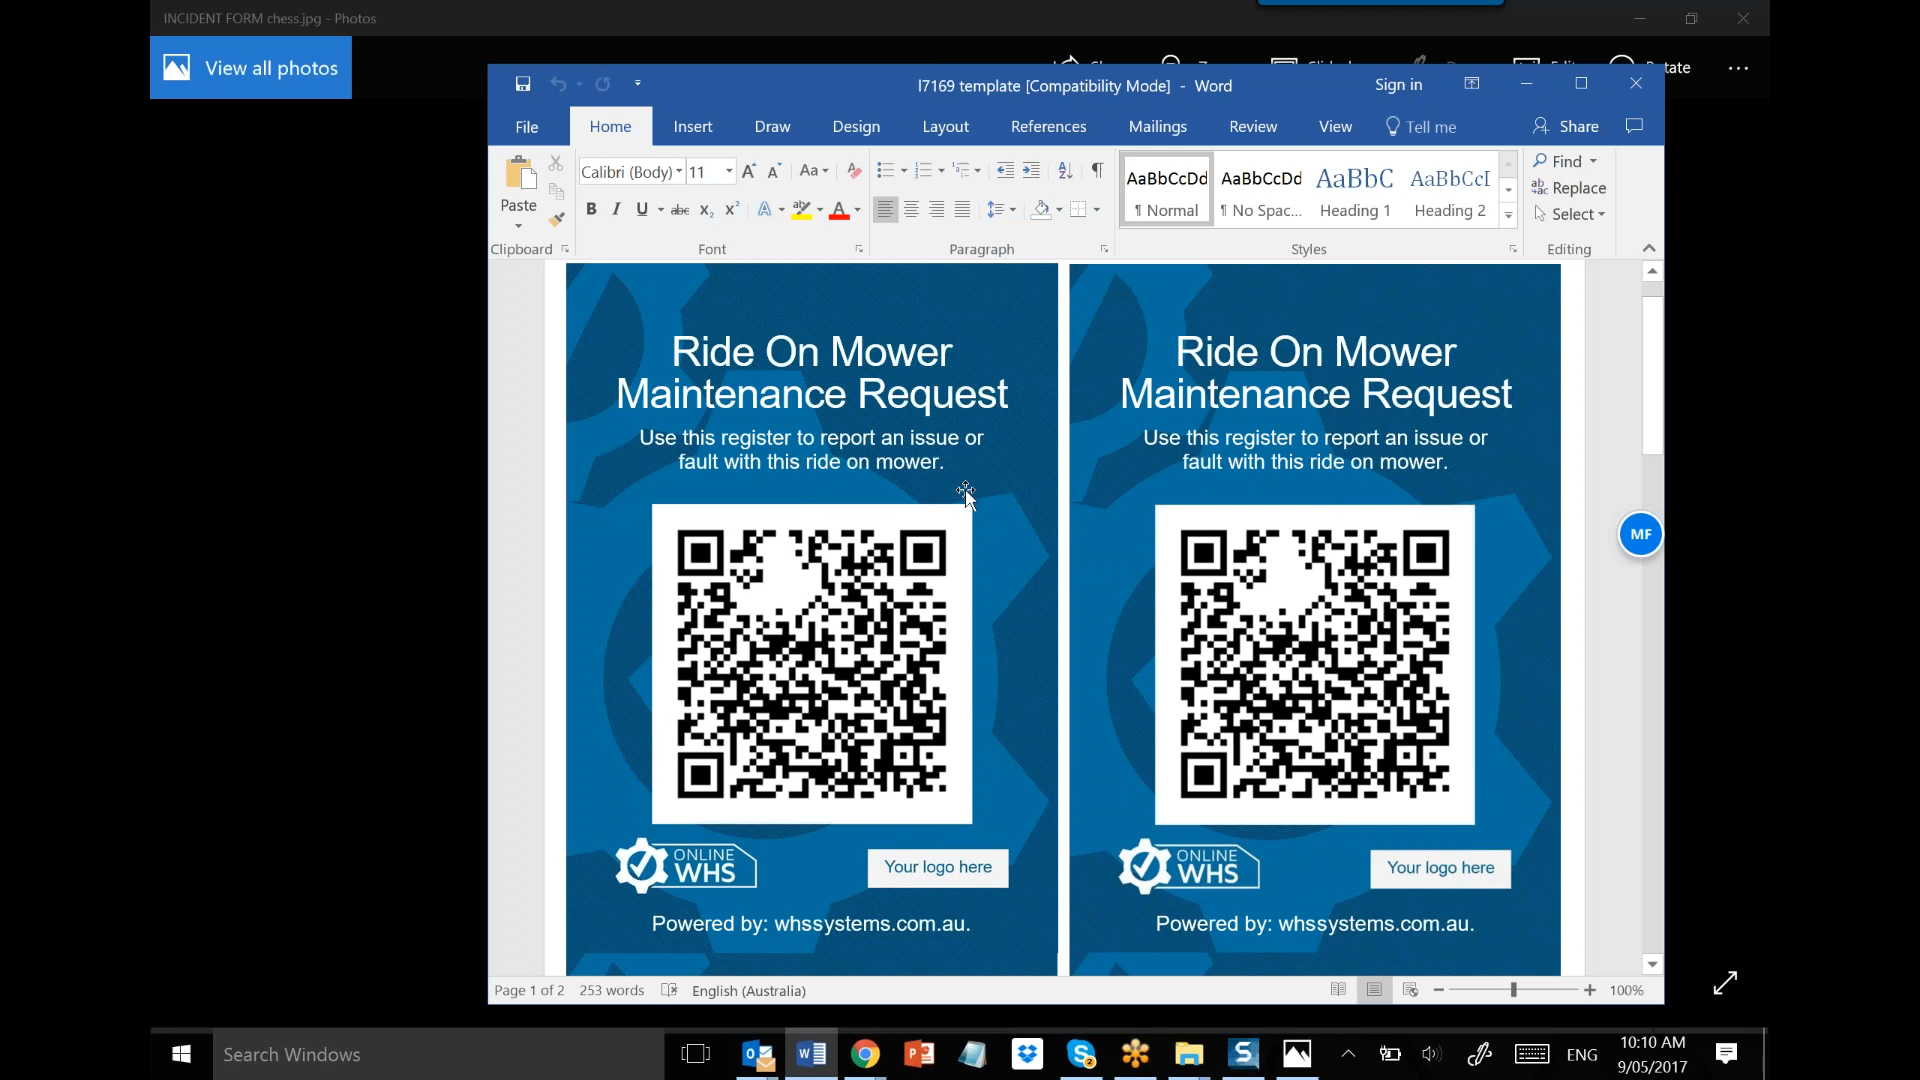 INCIDENT FORM chess.jpg - Photos
View all photos
l7169 template [Compatibility Mode] - Word
Sign in
File Home Insert Draw Design Layout References Mailings Review View Tell me Share
Paste
Calibri (Body) 11
Aa
B I U abc X₂ X²
A
AaBbCcDd AaBbCcDd AaBbC AaBbCcI
¶ Normal ¶ No Spac... Heading 1 Heading 2
Find
Replace
Select
Clipboard Font Paragraph Styles Editing
Ride On Mower
Maintenance Request
Use this register to report an issue or
fault with this ride on mower.
ONLINE
WHS
Your logo here
Powered by: whssystems.com.au.
Ride On Mower
Maintenance Request
Use this register to report an issue or
fault with this ride on mower.
ONLINE
WHS
Your logo here
Powered by: whssystems.com.au.
MF
Page 1 of 2 253 words English (Australia)
100%
Search Windows
ENG
10:10 AM
9/05/2017